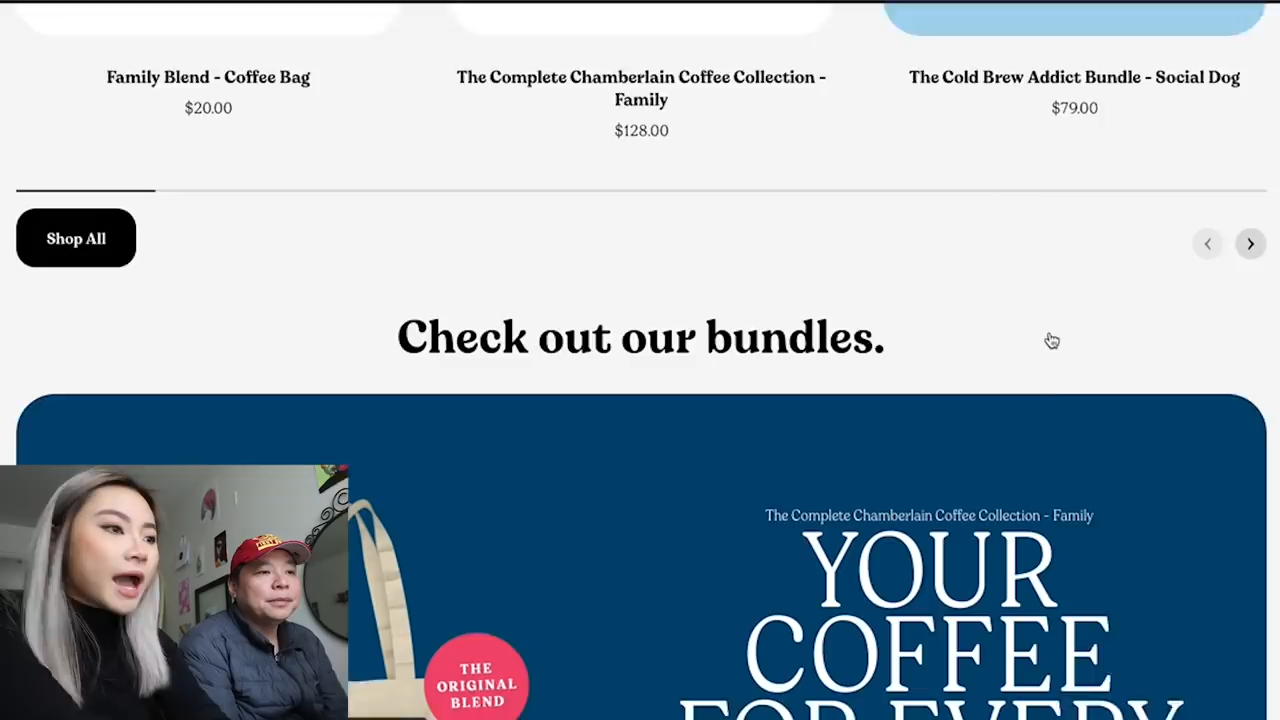 Family Blend - Coffee Bag
$20.00
The Complete Chamberlain Coffee Collection -
Family
$128.00
The Cold Brew Addict Bundle - Social Dog
$79.00
Shop All
Check out our bundles.
The Complete Chamberlain Coffee Collection - Family
YOUR
COFFEE
FOR EVERY
THE
ORIGINAL
BLEND